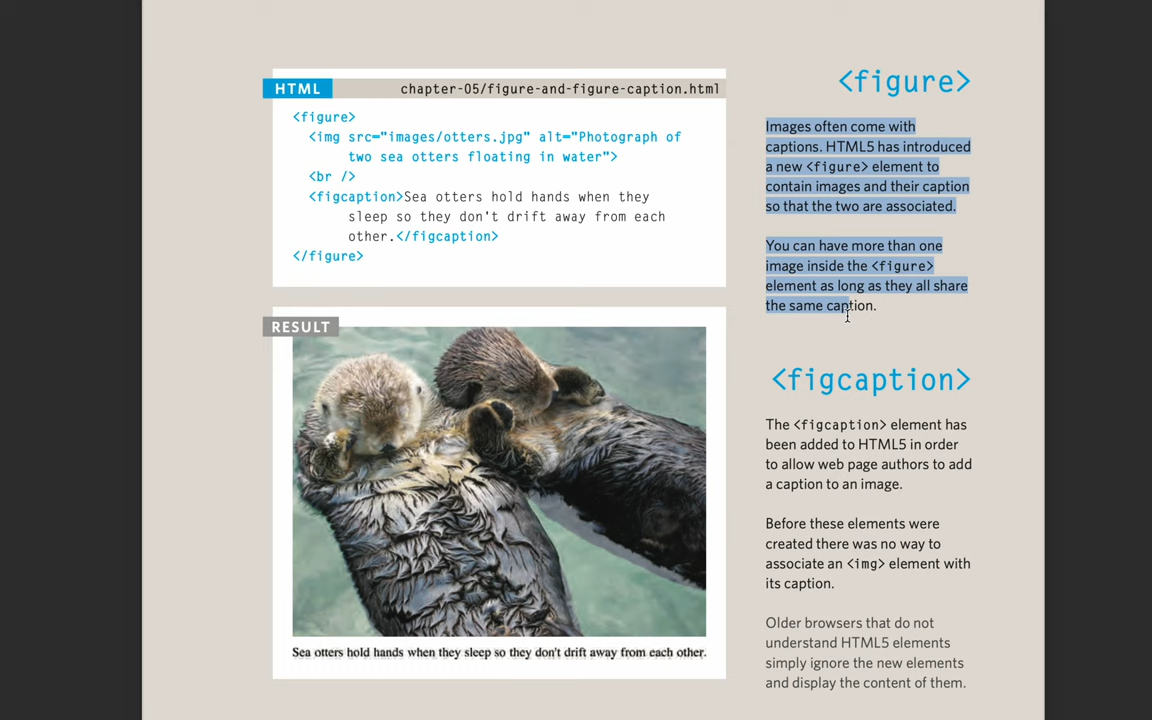 HTML
chapter-05/figure-and-figure-caption.html
<figure>
<img src="images/otters.jpg" alt="Photograph of
two sea otters floating in water">
<br />
<figcaption>Sea otters hold hands when they
sleep so they don't drift away from each
other.</figcaption>
</figure>
RESULT
Sea otters hold hands when they sleep so they don't drift away from each other.
<figure>
Images often come with
captions. HTML5 has introduced
a new <figure> element to
contain images and their caption
so that the two are associated.
You can have more than one
image inside the <figure>
element as long as they all share
the same caption.
<figcaption>
The <figcaption> element has
been added to HTML5 in order
to allow web page authors to add
a caption to an image.
Before these elements were
created there was no way to
associate an <img> element with
its caption.
Older browsers that do not
understand HTML5 elements
simply ignore the new elements
and display the content of them.